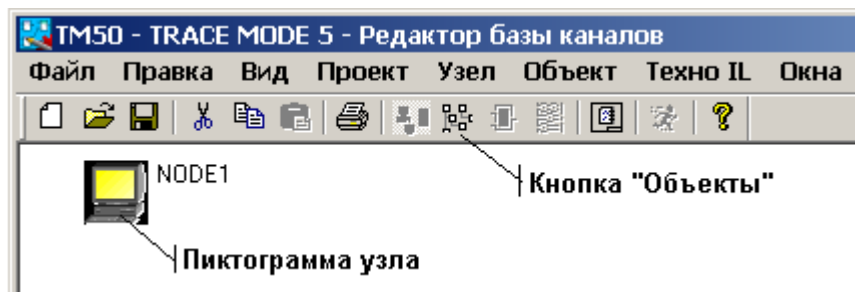 TM50 - TRACE MODE 5 - Редактор базы каналов
Файл Правка Вид Проект Узел Объект Техно IL Окна
NODE1
Кнопка "Объекты"
Пиктограмма узла